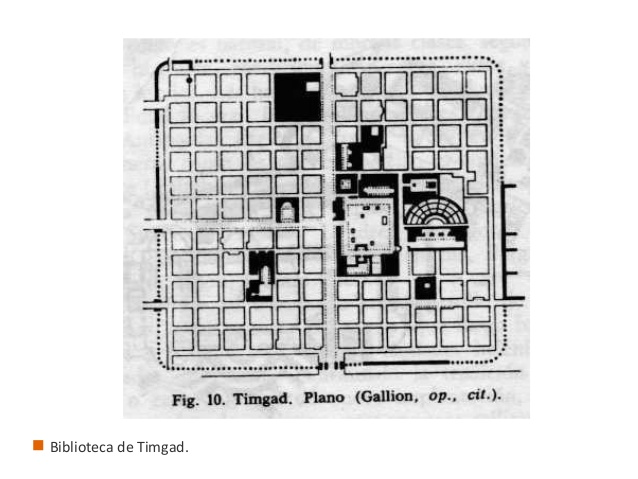 Fig. 10. Timgad. Plano (Gallion, op., cit.).
Biblioteca de Timgad.